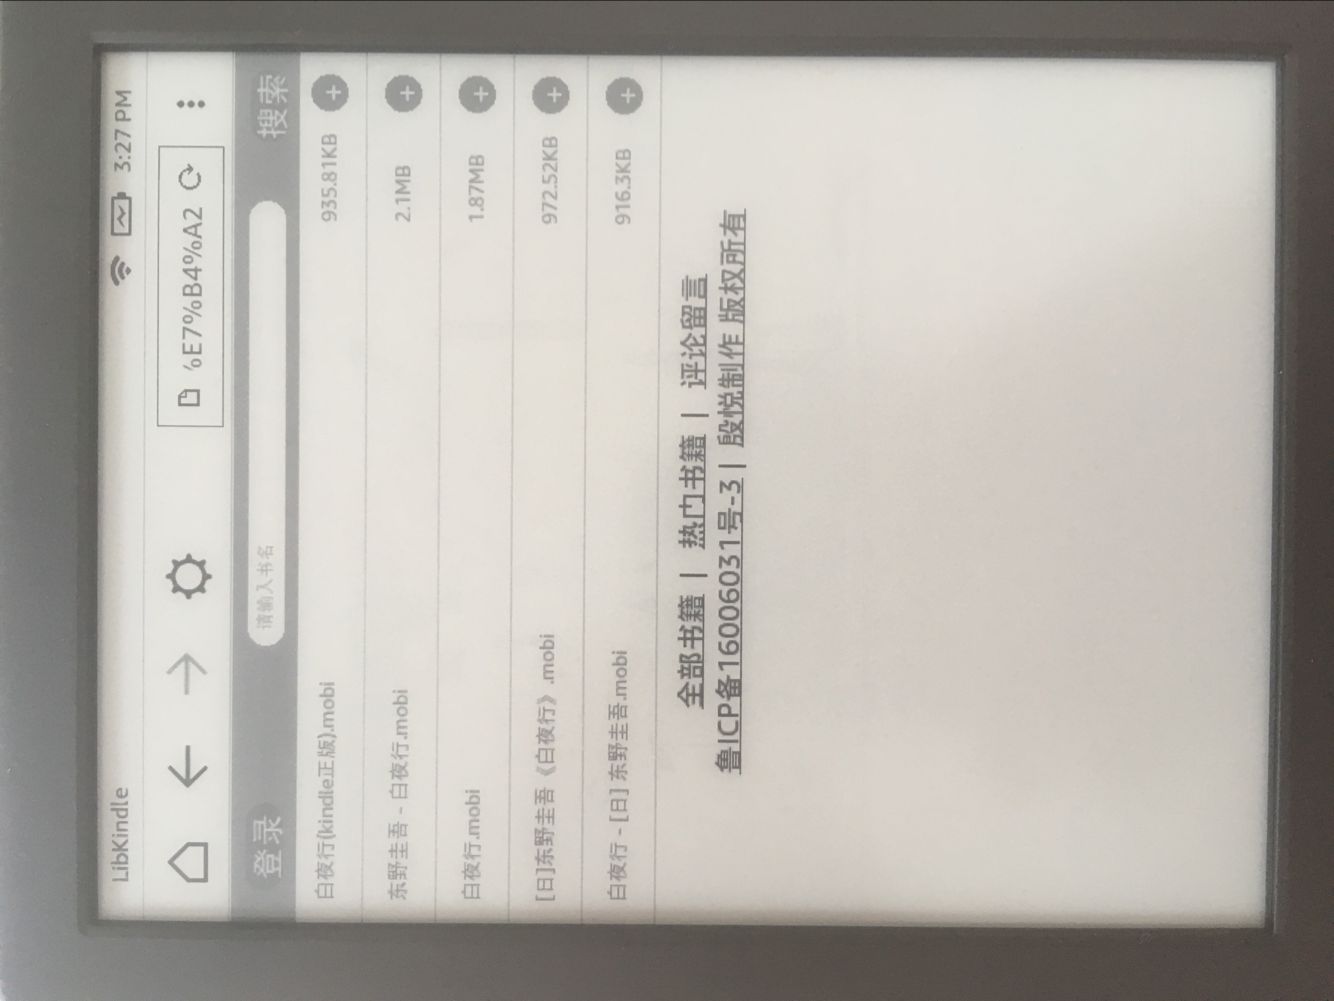 LibKindle 3:27 PM
%E7%B4%A2
登录 请输入书名 搜索
白夜行(kindle正版).mobi 935.81KB +
东野圭吾 - 白夜行.mobi 2.1MB +
白夜行.mobi 1.87MB +
[日]东野圭吾《白夜行》.mobi 972.52KB +
白夜行 - [日] 东野圭吾.mobi 916.3KB +
全部书籍 | 热门书籍 | 评论留言
鲁ICP备16006031号-3 | 殷悦制作 版权所有